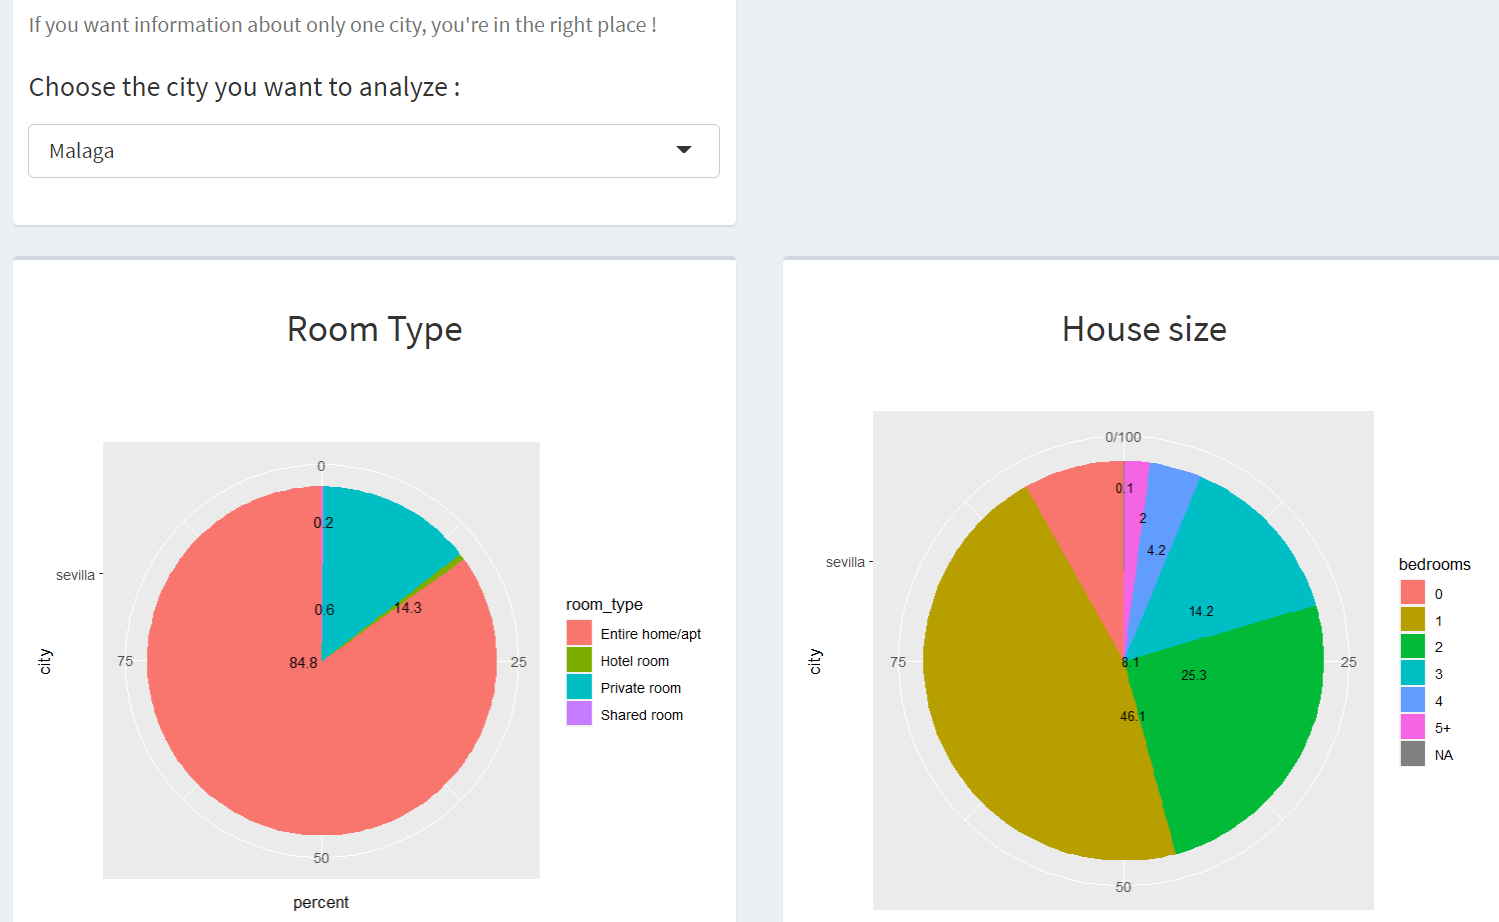 If you want information about only one city, you're in the right place !
Choose the city you want to analyze :
Malaga
Room Type
0
0.2
sevilla
0.6
14.3
84.8
75
25
city
50
percent
room_type
Entire home/apt
Hotel room
Private room
Shared room
House size
0/100
0.1
2
4.2
sevilla
14.2
8.1
25.3
46.1
75
25
city
50
bedrooms
0
1
2
3
4
5+
NA